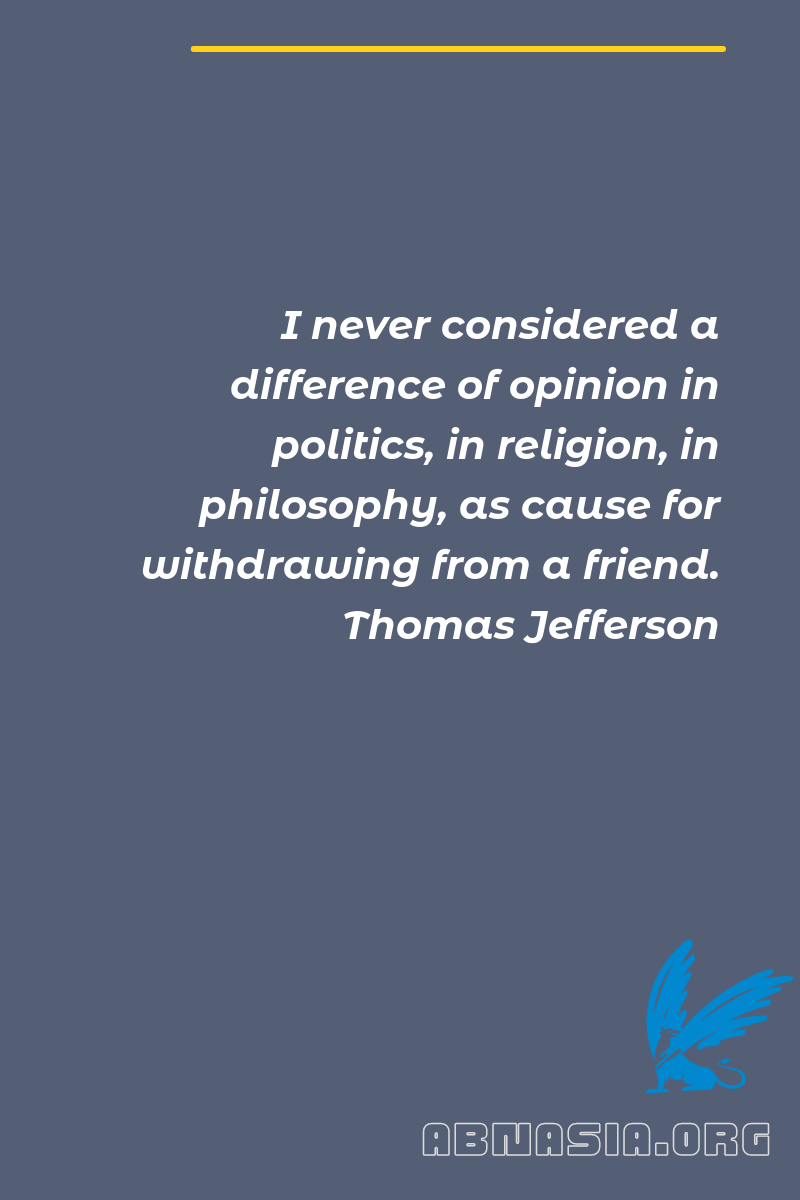 I never considered a
difference of opinion in
politics, in religion, in
philosophy, as cause for
withdrawing from a friend.
Thomas Jefferson
ABNASIA.ORG